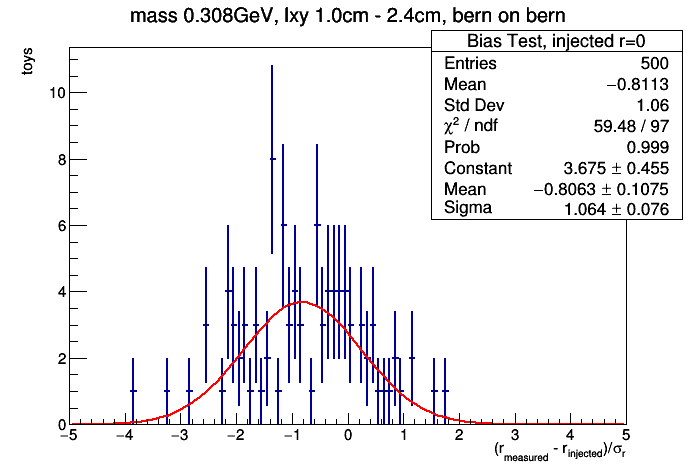 mass 0.308GeV, lxy 1.0cm - 2.4cm, bern on bern
Bias Test, injected r=0
Entries 500
Mean −0.8113
Std Dev 1.06
χ² / ndf 59.48 / 97
Prob 0.999
Constant 3.675 ± 0.455
Mean −0.8063 ± 0.1075
Sigma 1.064 ± 0.076
toys
10
8
6
4
2
0
−5 −4 −3 −2 −1 0 1 2 3 4 5
(r_measured - r_injected)/σ_r